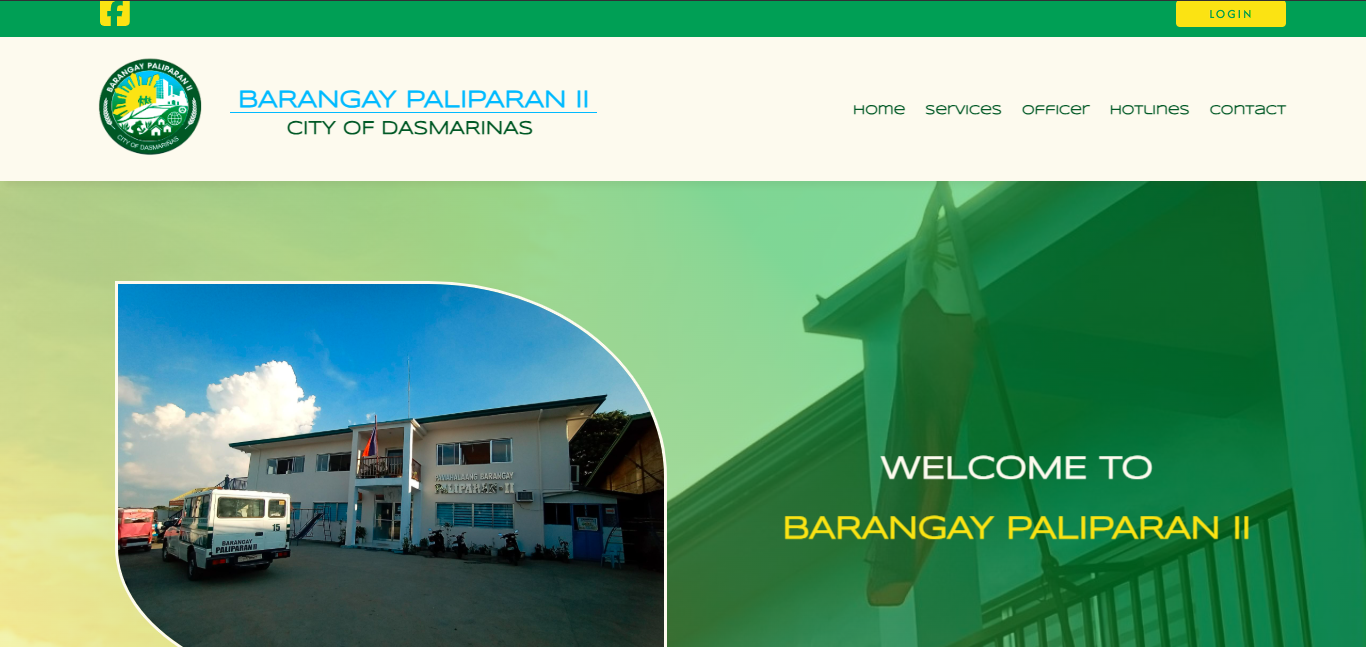 LOGIN
BARANGAY PALIPARAN II
CITY OF DASMARINAS
BARANGAY PALIPARAN II
CITY OF DASMARINAS
Home services officer Hotlines contact
WELCOME TO
BARANGAY PALIPARAN II
PAMAHALAANG BARANGAY
PALIPARAN-II
15
BARANGAY
PALIPARAN II